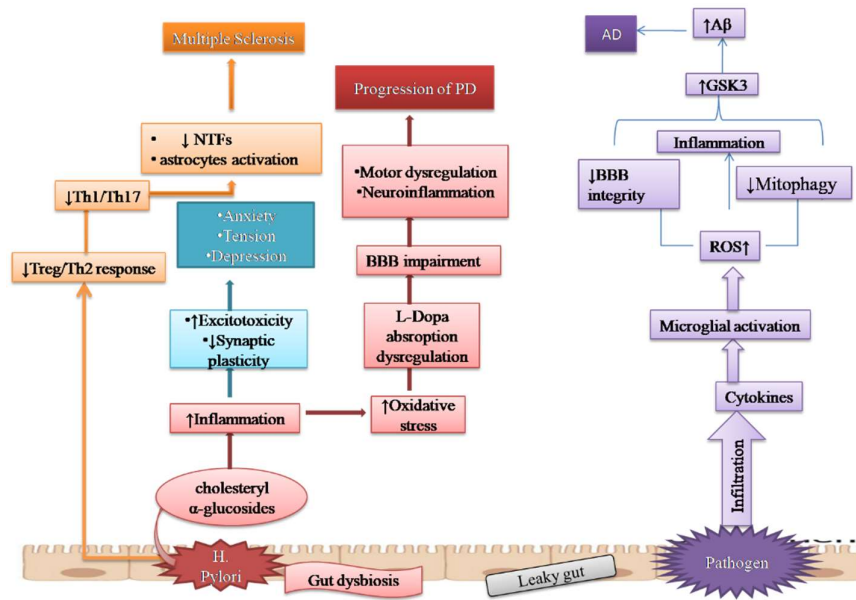 Multiple Sclerosis
• ↓ NTFs
• astrocytes activation
↓Th1/Th17
↓Treg/Th2 response
•Anxiety
•Tension
•Depression
•↑Excitotoxicity
•↓Synaptic
plasticity
↑Inflammation
cholesteryl
α-glucosides
H.
Pylori
Gut dysbiosis
Progression of PD
•Motor dysregulation
•Neuroinflammation
BBB impairment
L-Dopa
absroption
dysregulation
↑Oxidative
stress
Leaky gut
AD
↑Aβ
↑GSK3
Inflammation
↓BBB
integrity
↓Mitophagy
ROS↑
Microglial activation
Cytokines
Infiltration
Pathogen